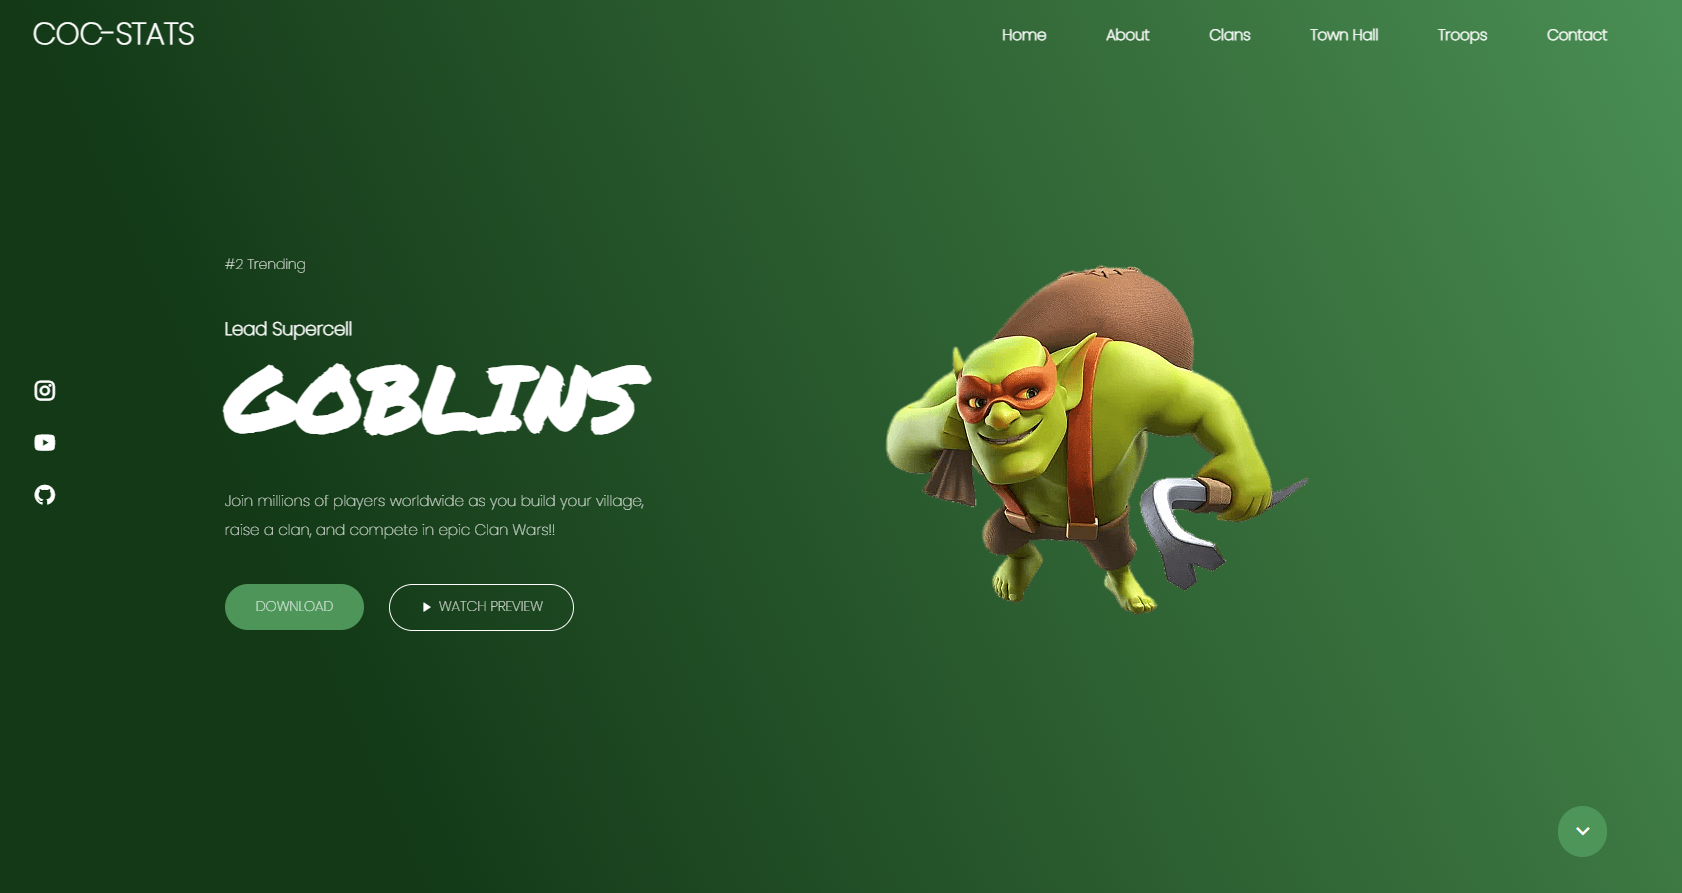 COC-STATS
Home About Clans Town Hall Troops Contact
#2 Trending
Lead Supercell
GOBLINS
Join millions of players worldwide as you build your village,
raise a clan, and compete in epic Clan Wars!!
DOWNLOAD
WATCH PREVIEW